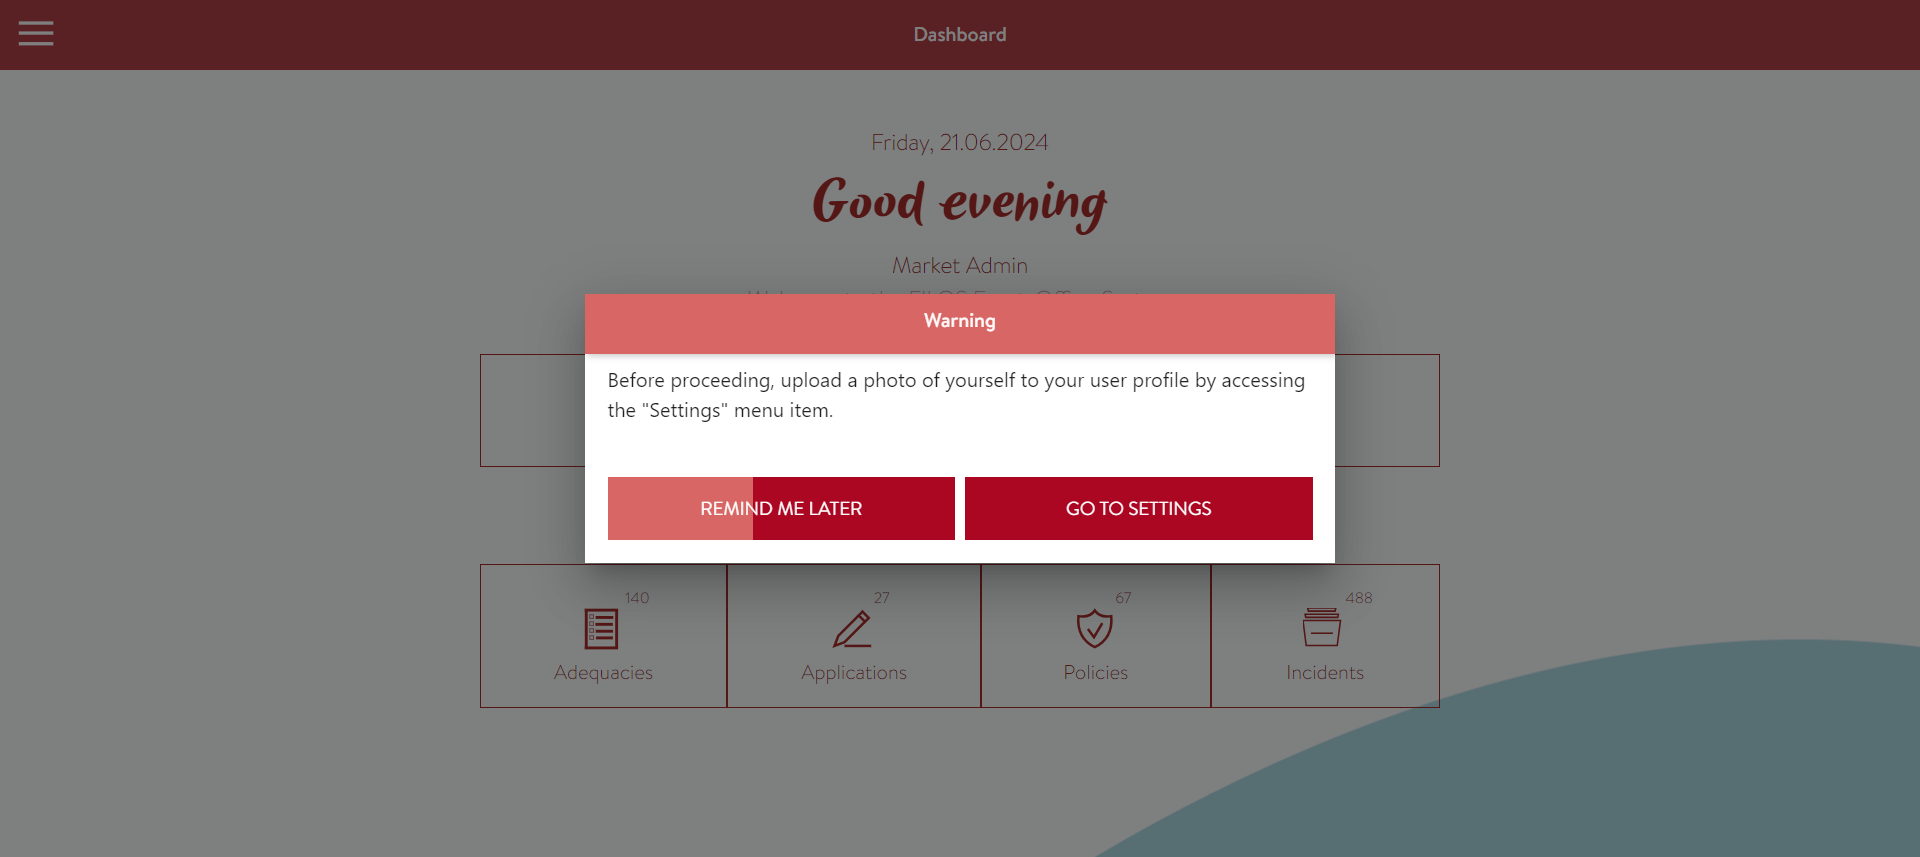 Dashboard
Friday, 21.06.2024
Good evening
Market Admin
Warning
Before proceeding, upload a photo of yourself to your user profile by accessing
the "Settings" menu item.
REMIND ME LATER
GO TO SETTINGS
140
27
67
488
Adequacies
Applications
Policies
Incidents